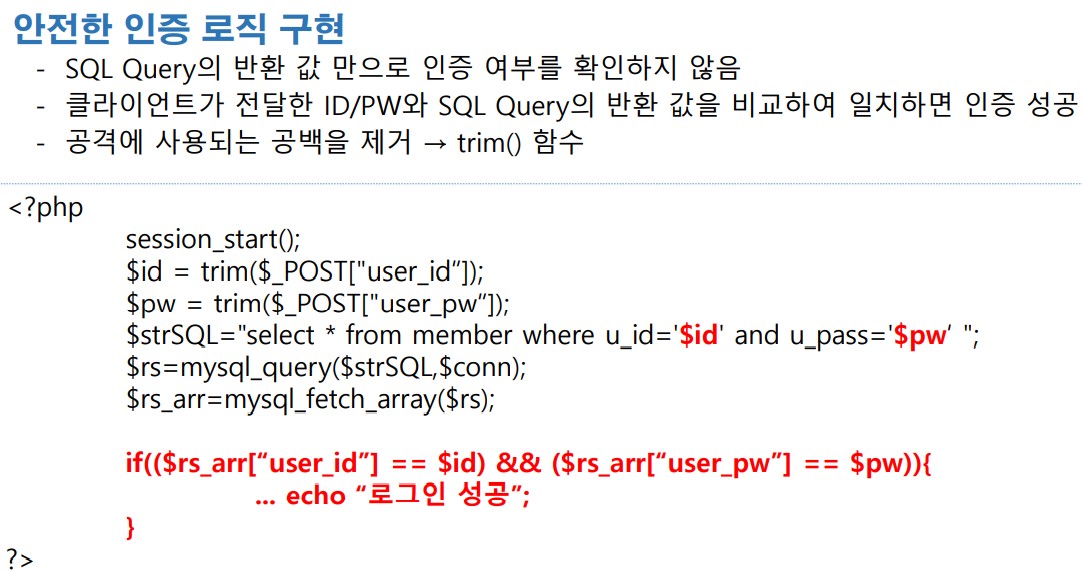 안전한 인증 로직 구현
- SQL Query의 반환 값 만으로 인증 여부를 확인하지 않음
- 클라이언트가 전달한 ID/PW와 SQL Query의 반환 값을 비교하여 일치하면 인증 성공
- 공격에 사용되는 공백을 제거 → trim() 함수
<?php
session_start();
$id = trim($_POST["user_id“]);
$pw = trim($_POST["user_pw“]);
$strSQL="select * from member where u_id='$id' and u_pass='$pw’ ";
$rs=mysql_query($strSQL,$conn);
$rs_arr=mysql_fetch_array($rs);
if(($rs_arr[“user_id”] == $id) && ($rs_arr[“user_pw”] == $pw)){
... echo “로그인 성공”;
}
?>